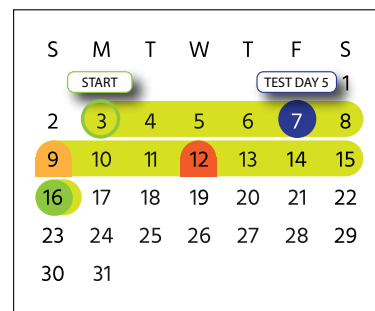 S M T W T F S
START TEST DAY 5 1
2 3 4 5 6 7 8
9 10 11 12 13 14 15
16 17 18 19 20 21 22
23 24 25 26 27 28 29
30 31